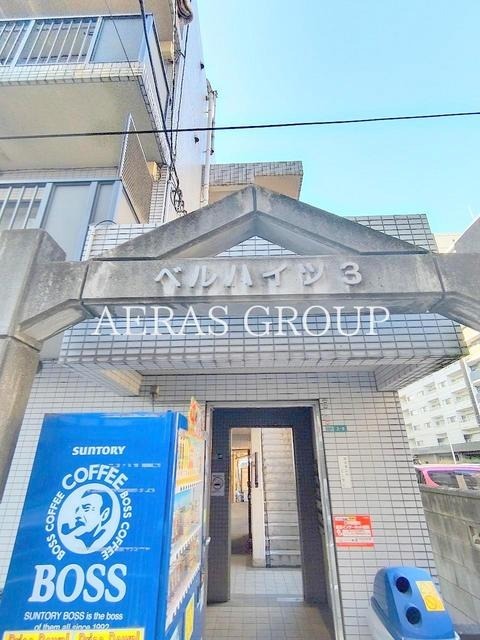 ベルハイツ3
AERAS GROUP
SUNTORY
COFFEE
BOSS COFFEE
BOSS COFFEE
BOSS
SUNTORY BOSS is the boss
of them all since 1992